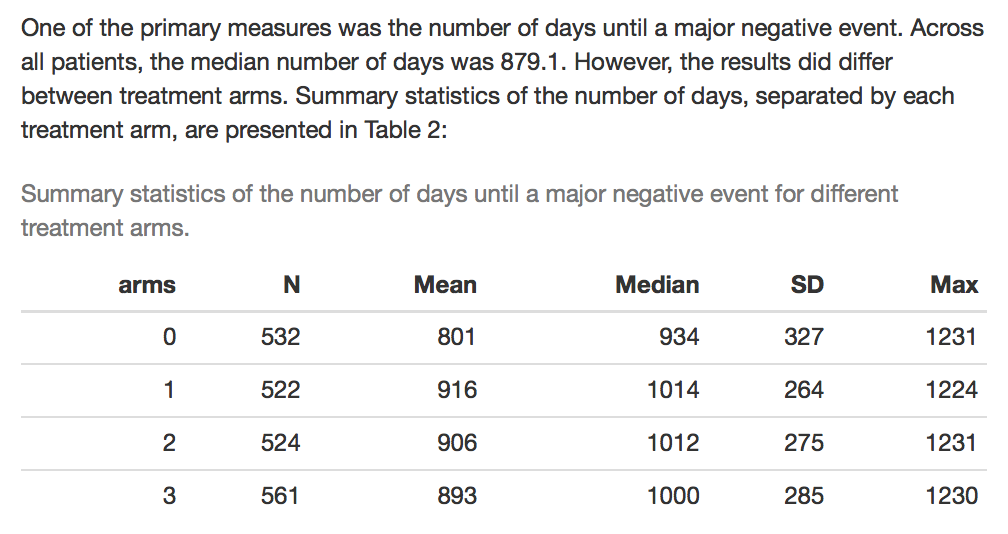 One of the primary measures was the number of days until a major negative event. Across
all patients, the median number of days was 879.1. However, the results did differ
between treatment arms. Summary statistics of the number of days, separated by each
treatment arm, are presented in Table 2:
Summary statistics of the number of days until a major negative event for different
treatment arms.
arms N Mean Median SD Max
0 532 801 934 327 1231
1 522 916 1014 264 1224
2 524 906 1012 275 1231
3 561 893 1000 285 1230